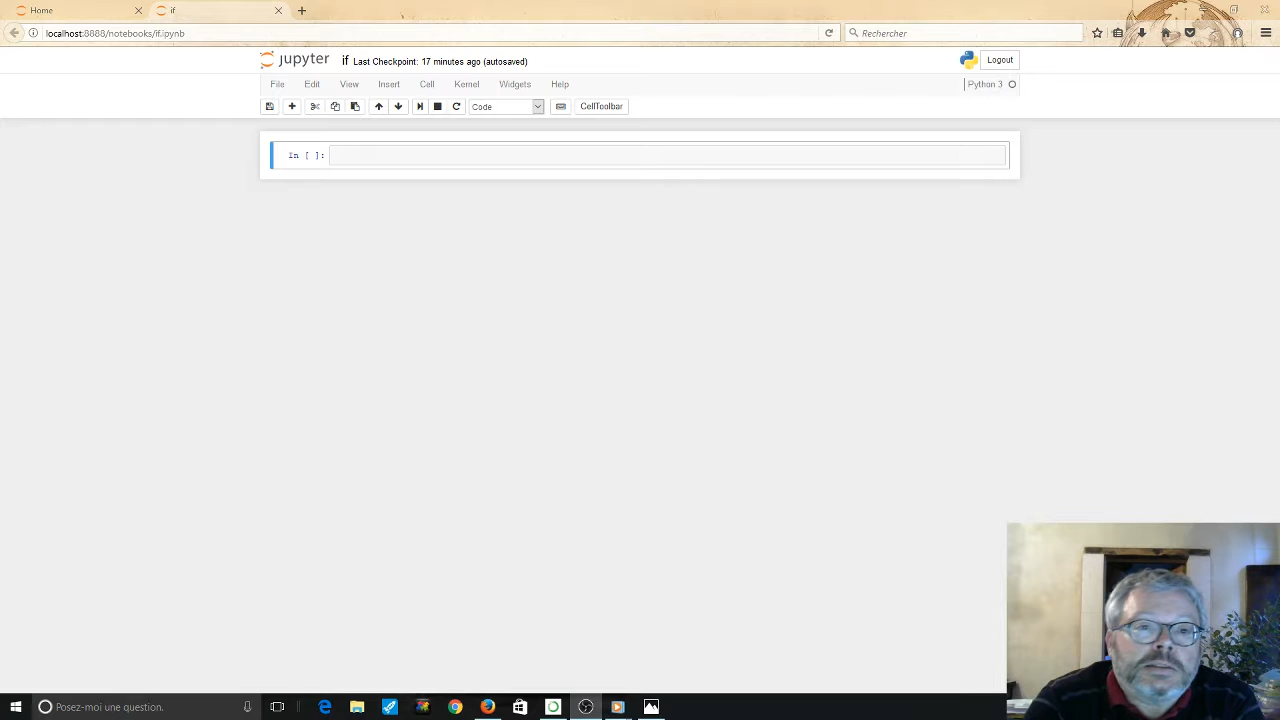 Home
if
localhost:8888/notebooks/if.ipynb
Rechercher
jupyter if Last Checkpoint: 17 minutes ago (autosaved)
Logout
File Edit View Insert Cell Kernel Widgets Help
Python 3
Code
CellToolbar
In [ ]:
Posez-moi une question.